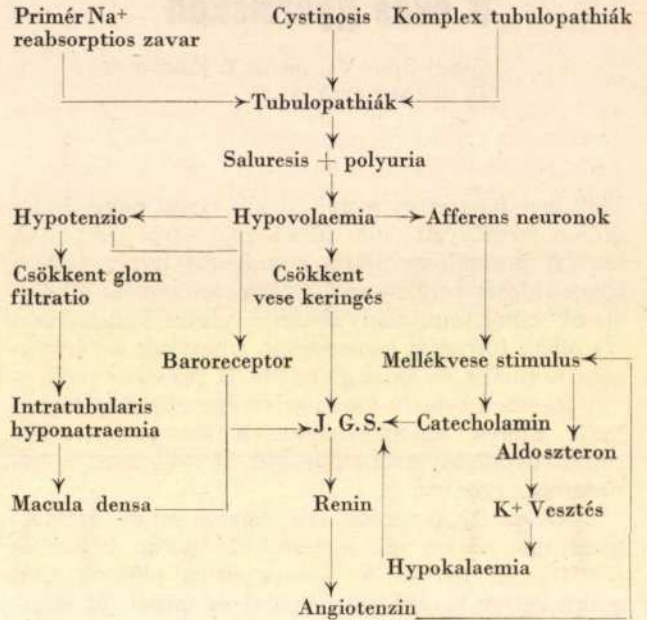 Primér Na+ reabsorptios zavar
Cystinosis
Komplex tubulopathiák
Tubulopathiák
Saluresis + polyuria
Hypotenzio
Hypovolaemia
Afferens neuronok
Csökkent glom filtratio
Csökkent vese keringés
Baroreceptor
Mellékvese stimulus
Intratubularis hyponatraemia
J. G. S.
Catecholamin
Aldoszteron
Macula densa
Renin
K+ Vesztés
Hypokalaemia
Angiotenzin